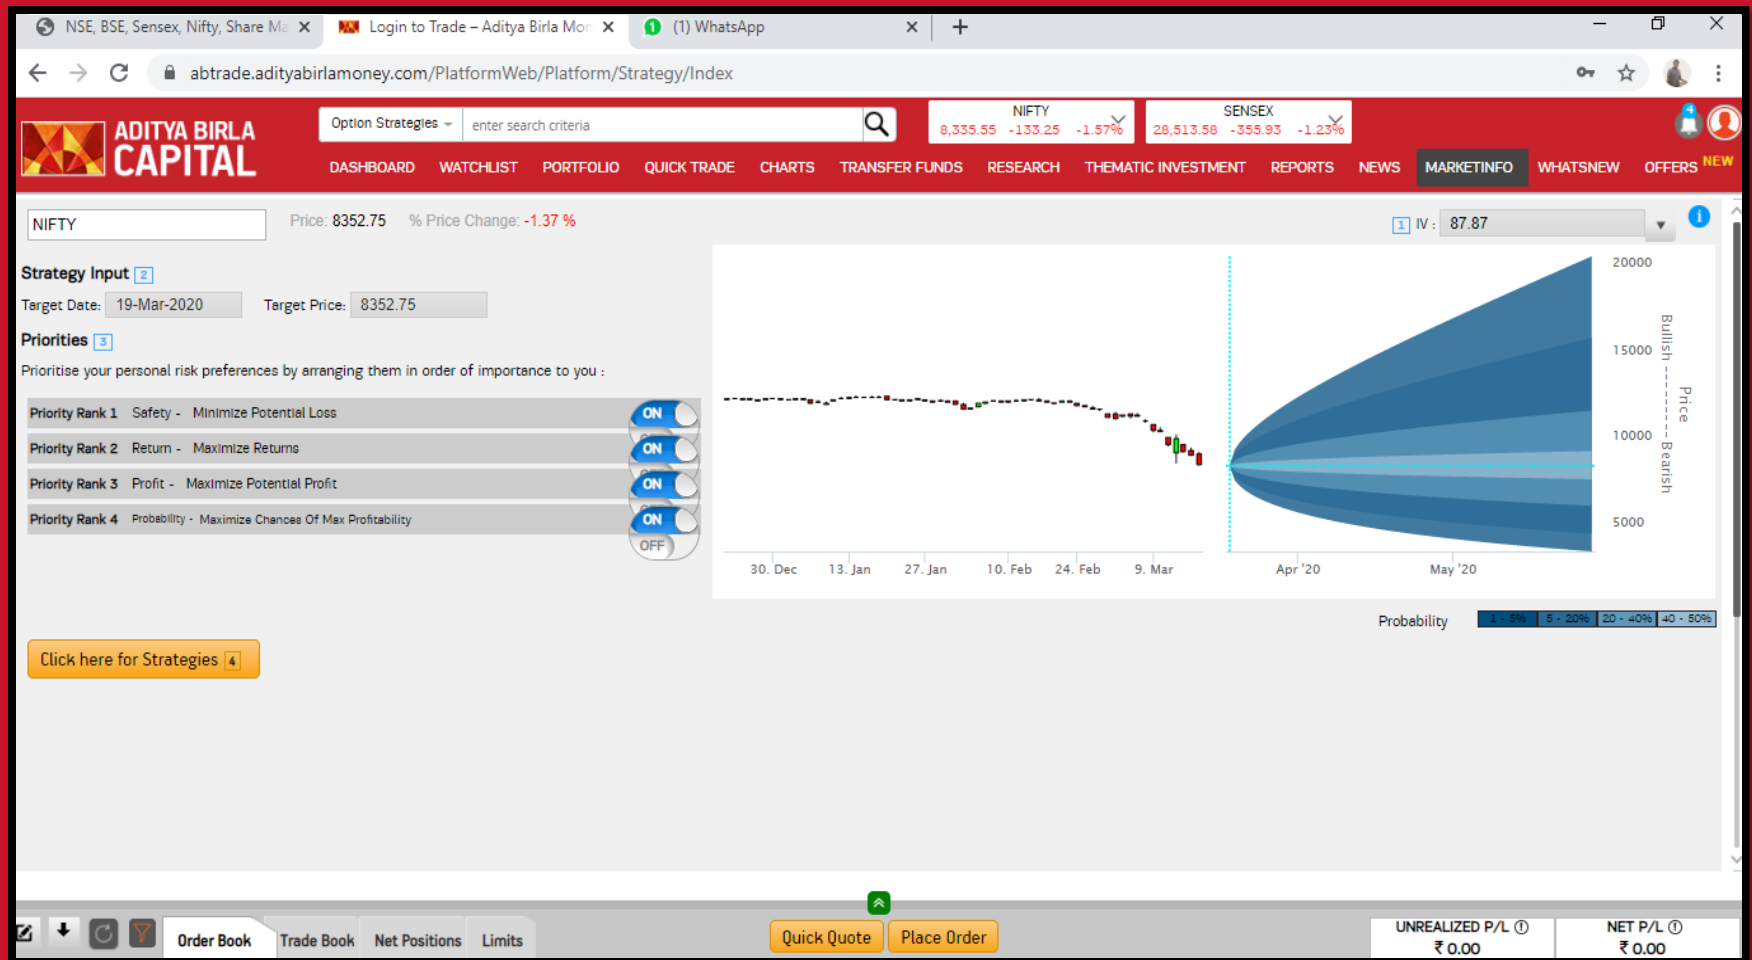 NSE, BSE, Sensex, Nifty, Share Ma
Login to Trade – Aditya Birla Mon
1 (1) WhatsApp
abtrade.adityabirlamoney.com/PlatformWeb/Platform/Strategy/Index
ADITYA BIRLA
CAPITAL
Option Strategies
enter search criteria
NIFTY
8,335.55 -133.25 -1.57%
SENSEX
28,513.58 -355.93 -1.23%
4
DASHBOARD WATCHLIST PORTFOLIO QUICK TRADE CHARTS TRANSFER FUNDS RESEARCH THEMATIC INVESTMENT REPORTS NEWS MARKETINFO WHATSNEW OFFERS NEW
NIFTY
Price: 8352.75 % Price Change: -1.37 %
1 IV : 87.87
i
Strategy Input 2
Target Date: 19-Mar-2020 Target Price: 8352.75
Priorities 3
Prioritise your personal risk preferences by arranging them in order of importance to you :
Priority Rank 1 Safety - Minimize Potential Loss ON
Priority Rank 2 Return - Maximize Returns ON
Priority Rank 3 Profit - Maximize Potential Profit ON
Priority Rank 4 Probability - Maximize Chances Of Max Profitability ON
OFF
20000
15000
10000
5000
Bullish -------- Bearish
Price
30. Dec 13. Jan 27. Jan 10. Feb 24. Feb 9. Mar Apr '20 May '20
Probability 1 - 5% 5 - 20% 20 - 40% 40 - 50%
Click here for Strategies 4
Order Book Trade Book Net Positions Limits
Quick Quote Place Order
UNREALIZED P/L
₹ 0.00
NET P/L
₹ 0.00